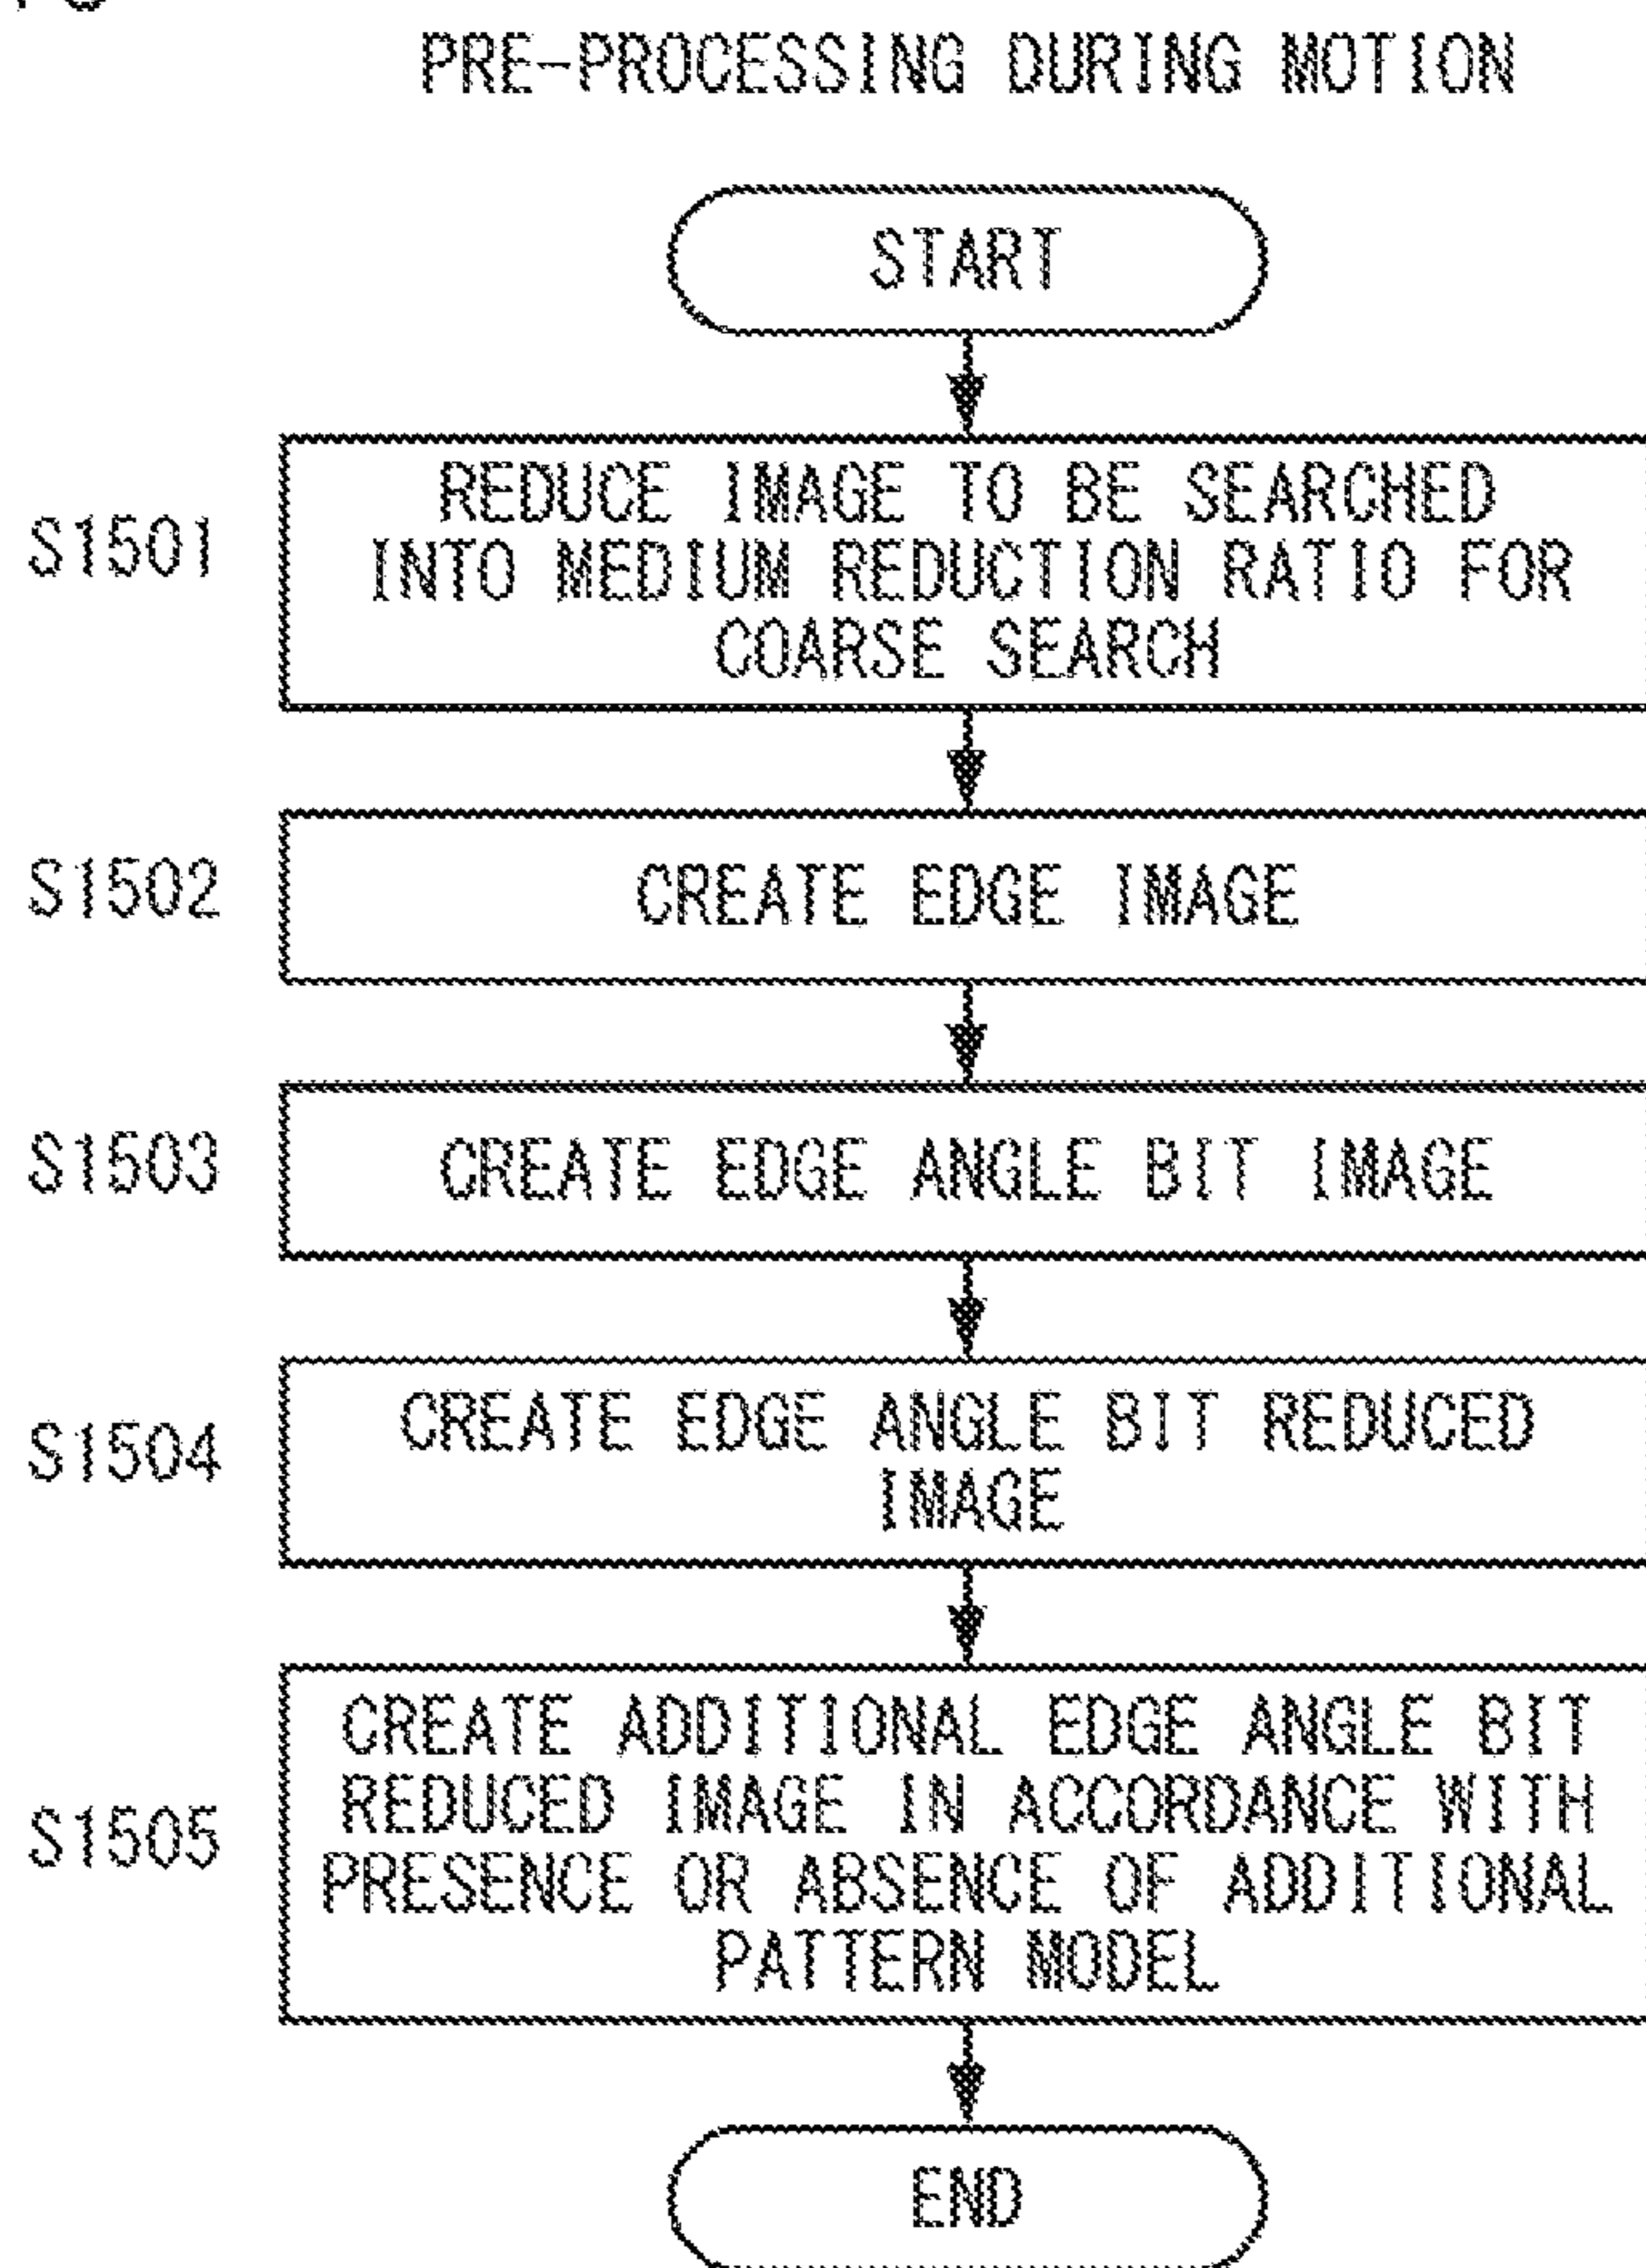 PRE-PROCESSING DURING MOTION
START
S1501
REDUCE IMAGE TO BE SEARCHED
INTO MEDIUM REDUCTION RATIO FOR
COARSE SEARCH
S1502
CREATE EDGE IMAGE
S1503
CREATE EDGE ANGLE BIT IMAGE
S1504
CREATE EDGE ANGLE BIT REDUCED
IMAGE
S1505
CREATE ADDITIONAL EDGE ANGLE BIT
REDUCED IMAGE IN ACCORDANCE WITH
PRESENCE OR ABSENCE OF ADDITIONAL
PATTERN MODEL
END